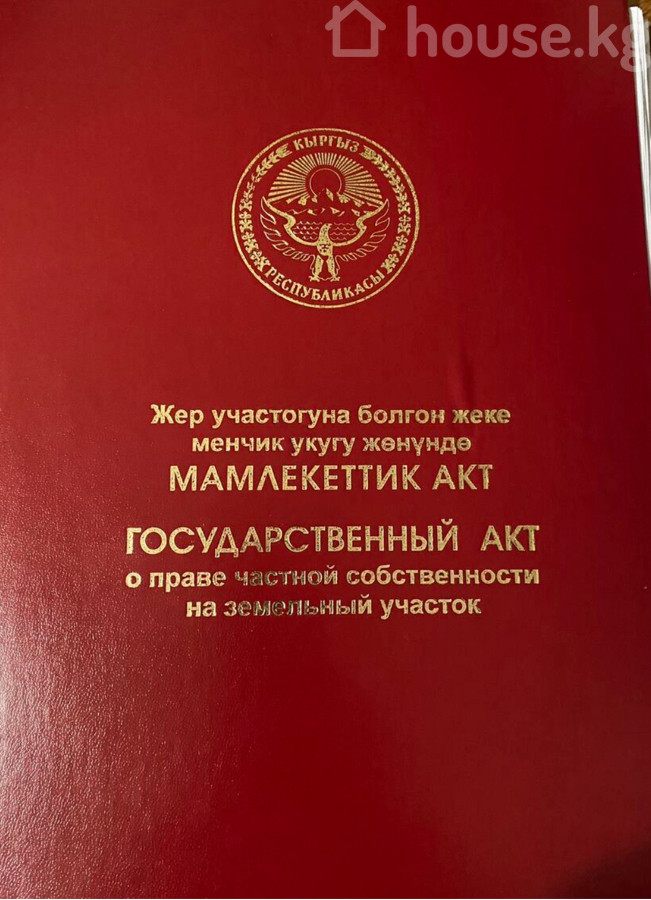 house.kg
КЫРГЫЗ
РЕСПУБЛИКАСЫ
Жер участогуна болгон жеке
менчик укугу жөнүндө
МАМЛЕКЕТТИК АКТ
ГОСУДАРСТВЕННЫЙ АКТ
о праве частной собственности
на земельный участок